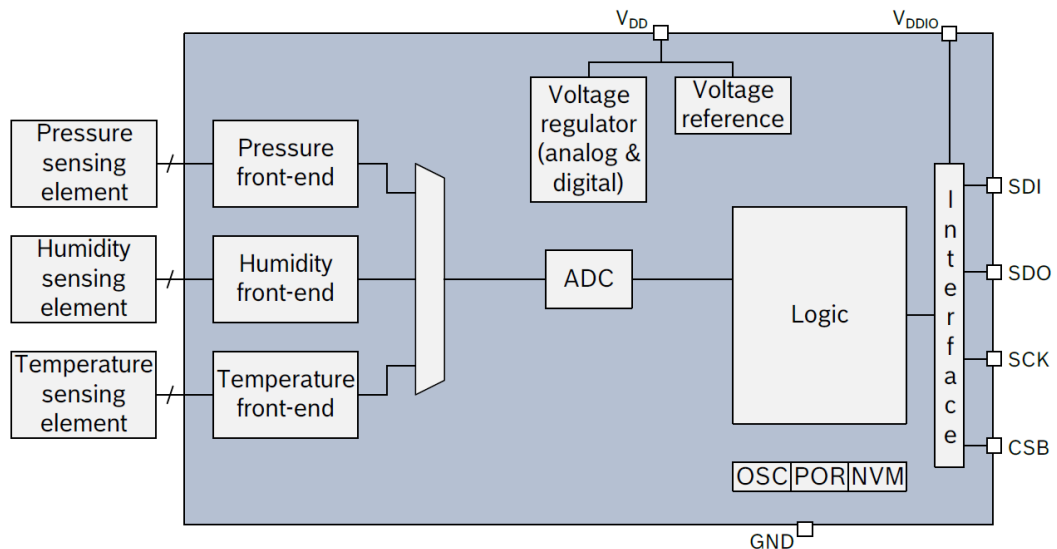 VDD
VDDIO
Voltage
regulator
(analog &
digital)
Voltage
reference
Pressure
sensing
element
Pressure
front-end
Humidity
sensing
element
Humidity
front-end
Temperature
sensing
element
Temperature
front-end
ADC
Logic
Interface
SDI
SDO
SCK
CSB
OSC POR NVM
GND